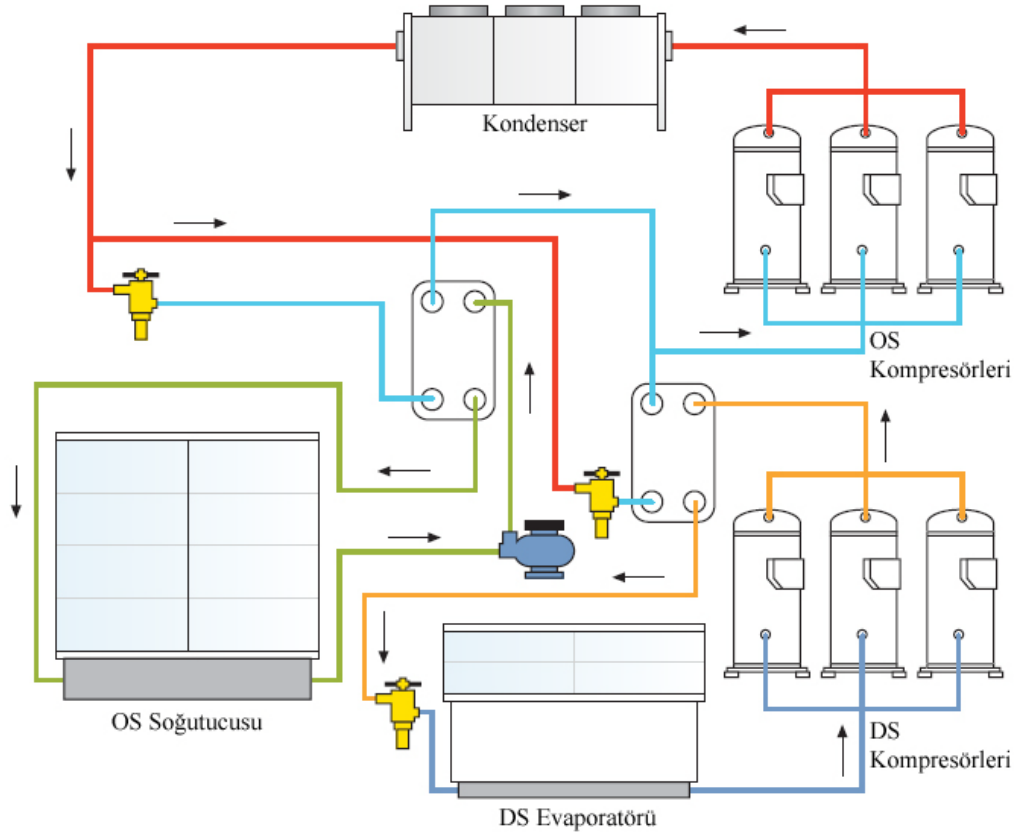 Kondenser
OS
Kompresörleri
OS Soğutucusu
DS
Kompresörleri
DS Evaporatörü